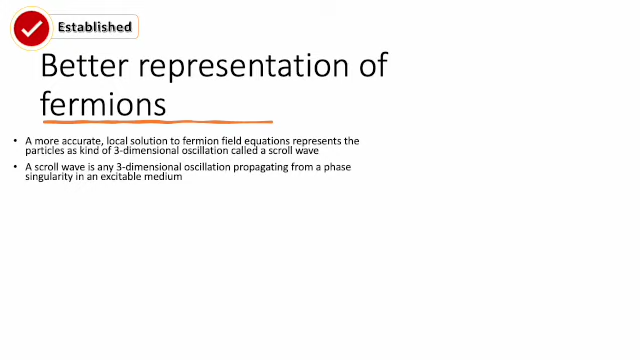 Established
Better representation of
fermions
• A more accurate, local solution to fermion field equations represents the
particles as kind of 3-dimensional oscillation called a scroll wave
• A scroll wave is any 3-dimensional oscillation propagating from a phase
singularity in an excitable medium